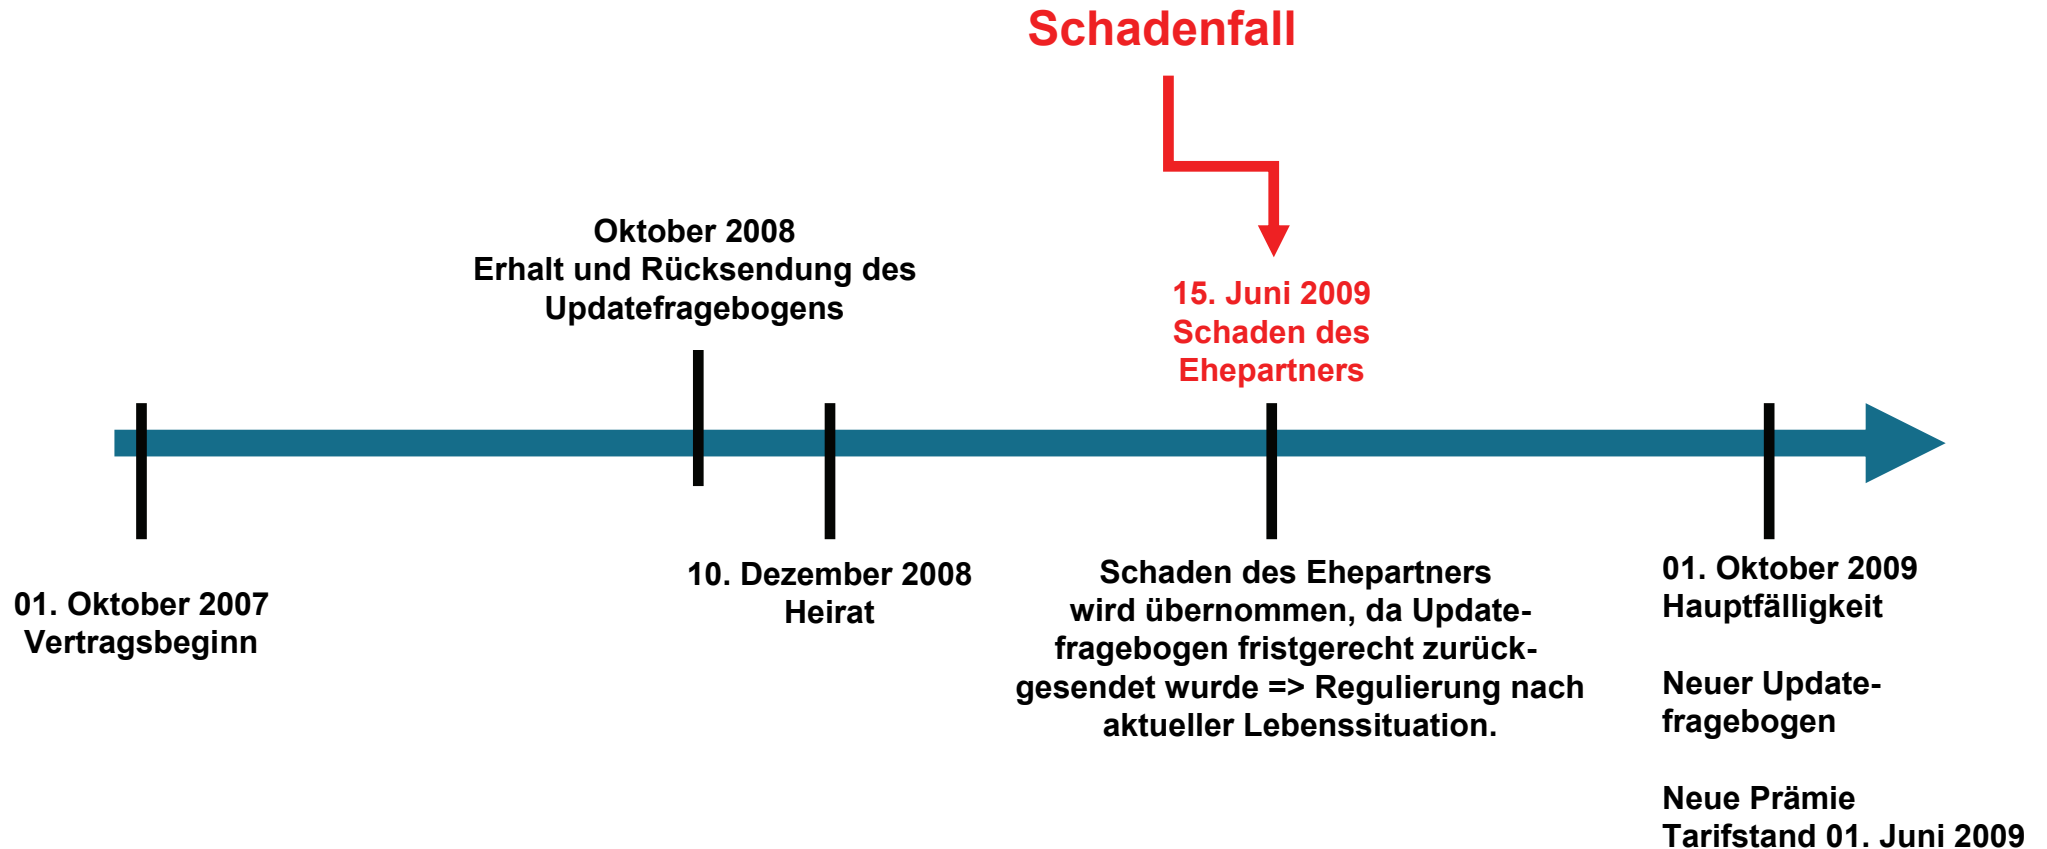 Schadenfall
Oktober 2008
Erhalt und Rücksendung des
Updatefragebogens
15. Juni 2009
Schaden des
Ehepartners
01. Oktober 2007
Vertragsbeginn
10. Dezember 2008
Heirat
Schaden des Ehepartners
wird übernommen, da Update-
fragebogen fristgerecht zurück-
gesendet wurde => Regulierung nach
aktueller Lebenssituation.
01. Oktober 2009
Hauptfälligkeit
Neuer Update-
fragebogen
Neue Prämie
Tarifstand 01. Juni 2009